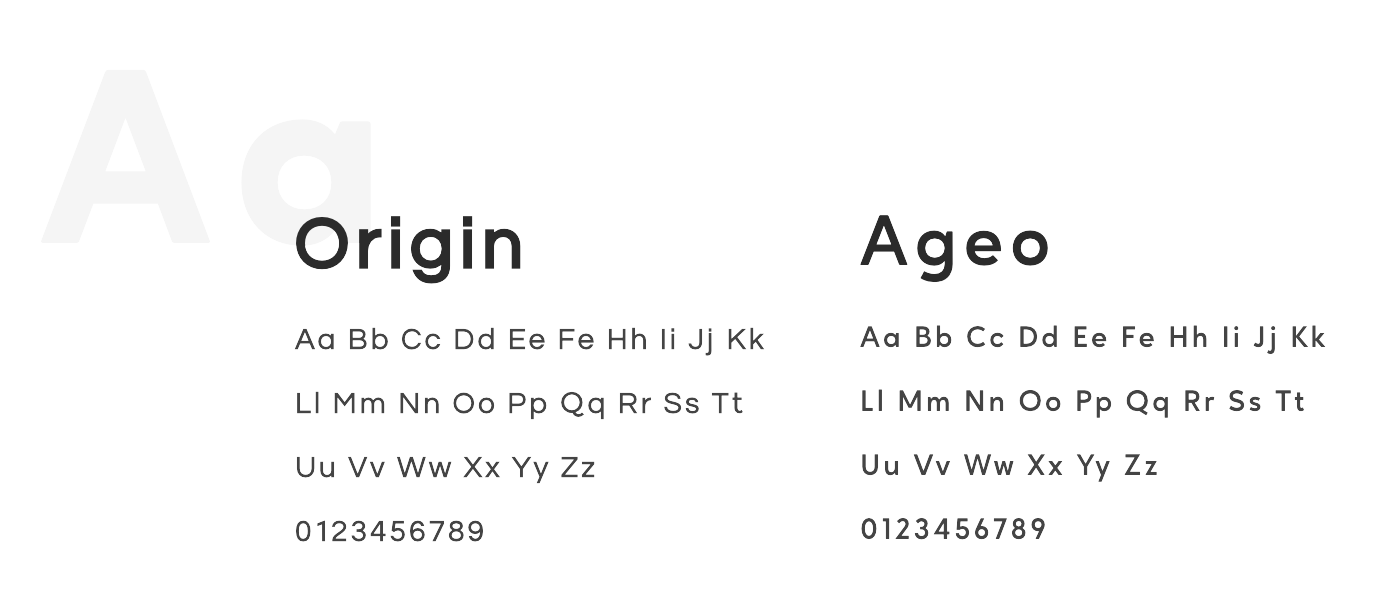 Aa
Origin
Aa Bb Cc Dd Ee Fe Hh Ii Jj Kk
Ll Mm Nn Oo Pp Qq Rr Ss Tt
Uu Vv Ww Xx Yy Zz
0123456789
Ageo
Aa Bb Cc Dd Ee Fe Hh Ii Jj Kk
Ll Mm Nn Oo Pp Qq Rr Ss Tt
Uu Vv Ww Xx Yy Zz
0123456789